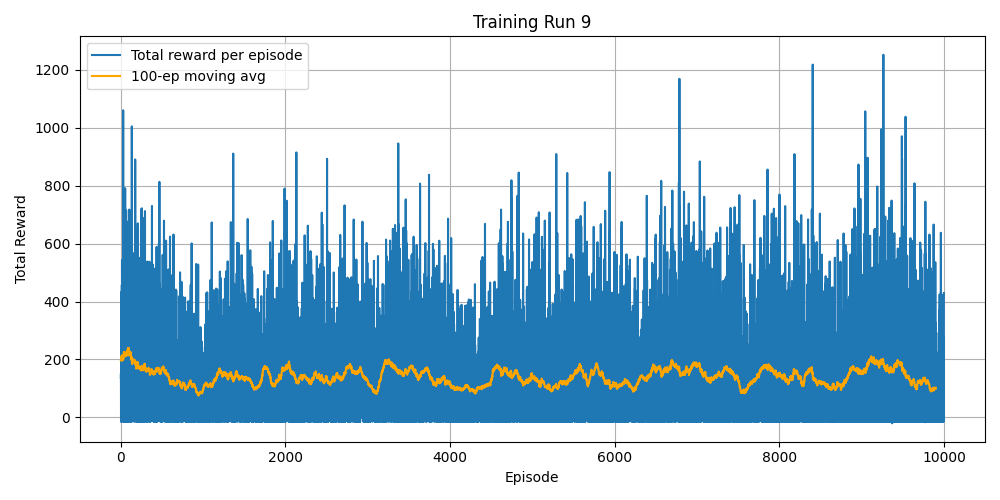 Training Run 9
Total reward per episode
100-ep moving avg
Total Reward
1200
1000
800
600
400
200
0
0 2000 4000 6000 8000 10000
Episode